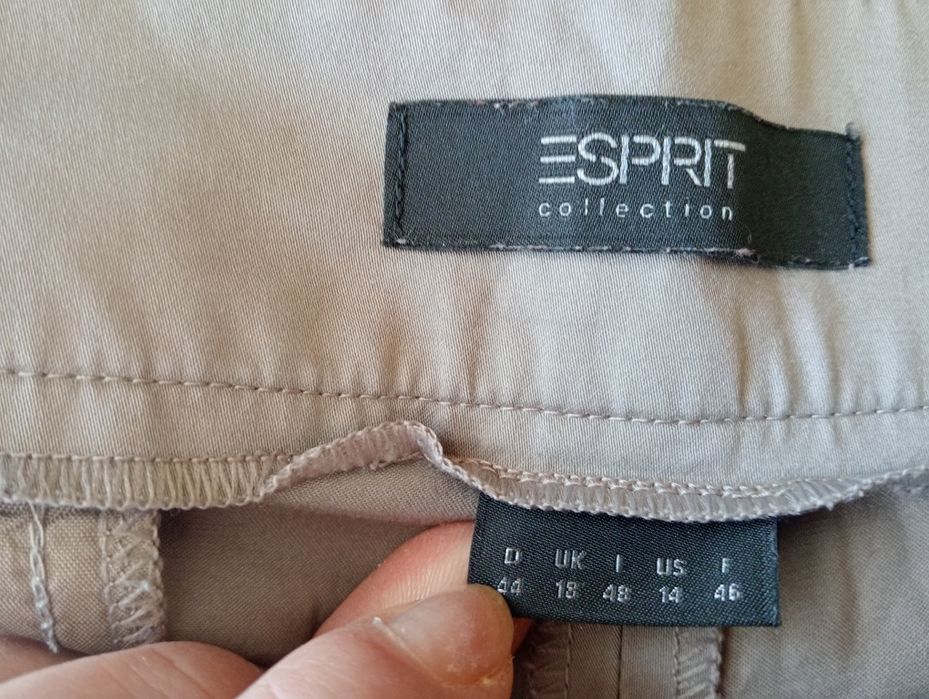 ESPRIT
collection
D UK I US F
44 18 48 14 46